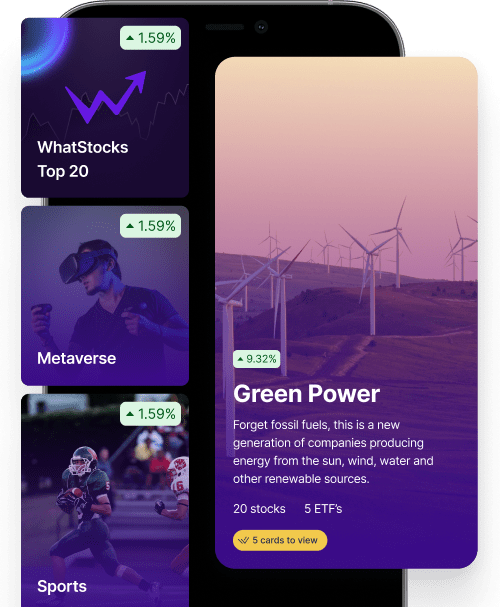 1.59%
WhatStocks
Top 20
1.59%
Metaverse
1.59%
Sports
9.32%
Green Power
Forget fossil fuels, this is a new
generation of companies producing
energy from the sun, wind, water and
other renewable sources.
20 stocks 5 ETF's
5 cards to view